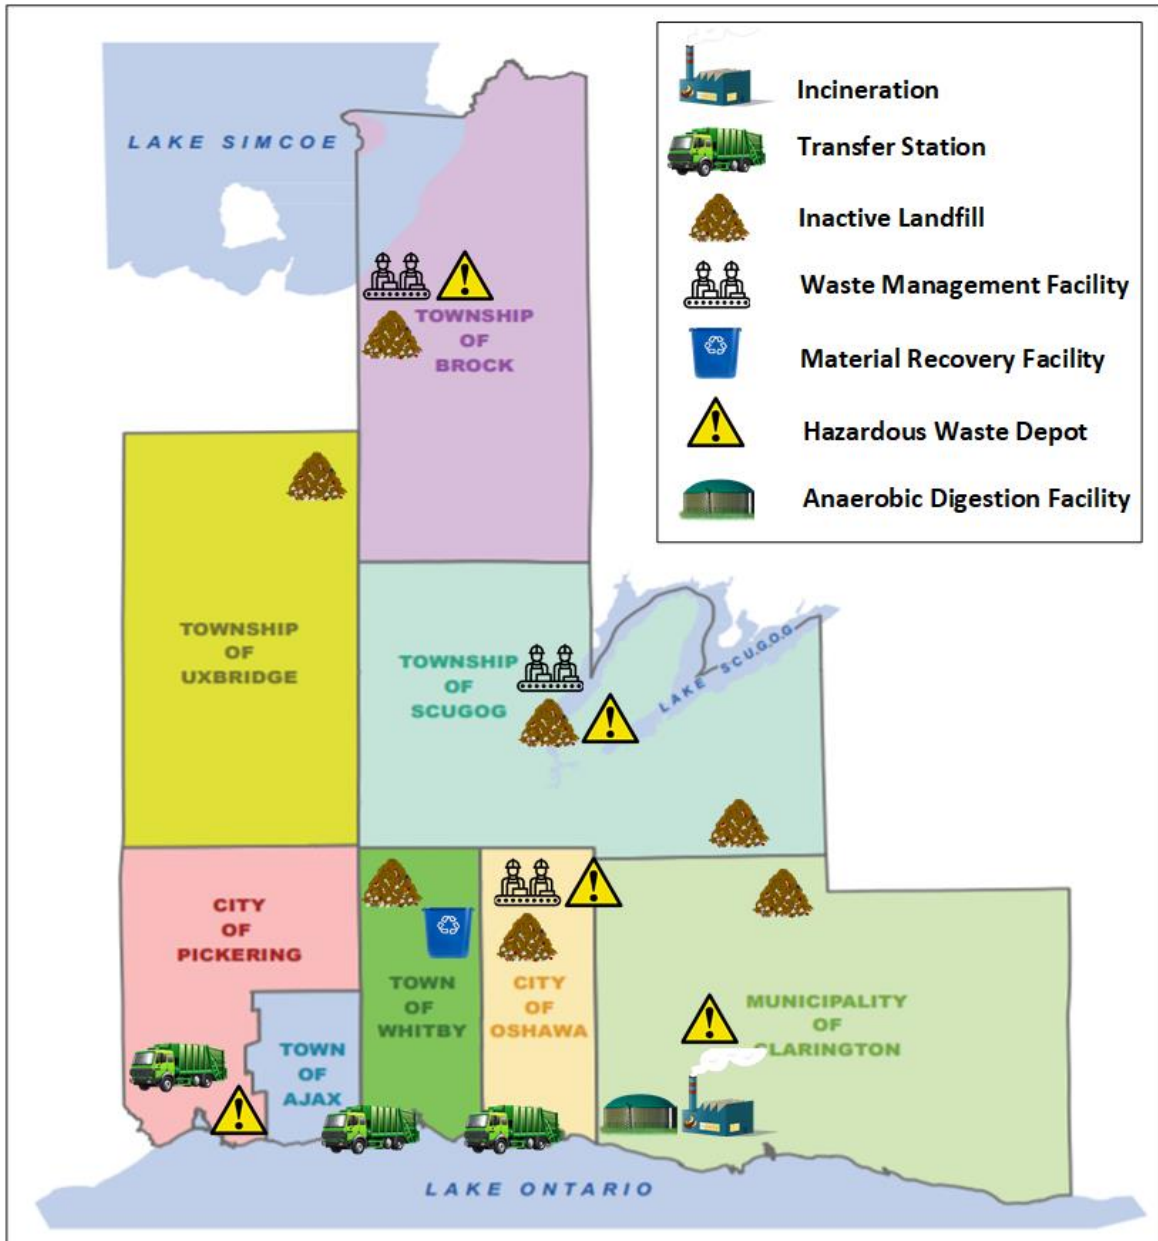 LAKE SIMCOE
Incineration
Transfer Station
Inactive Landfill
Waste Management Facility
Material Recovery Facility
Hazardous Waste Depot
Anaerobic Digestion Facility
TOWNSHIP
OF
BROCK
TOWNSHIP
OF
UXBRIDGE
TOWNSHIP
OF
SCUGOG
LAKE SCUGOG
CITY
OF
PICKERING
TOWN
OF
AJAX
TOWN
OF
WHITBY
CITY
OF
OSHAWA
MUNICIPALITY
OF
CLARINGTON
LAKE ONTARIO